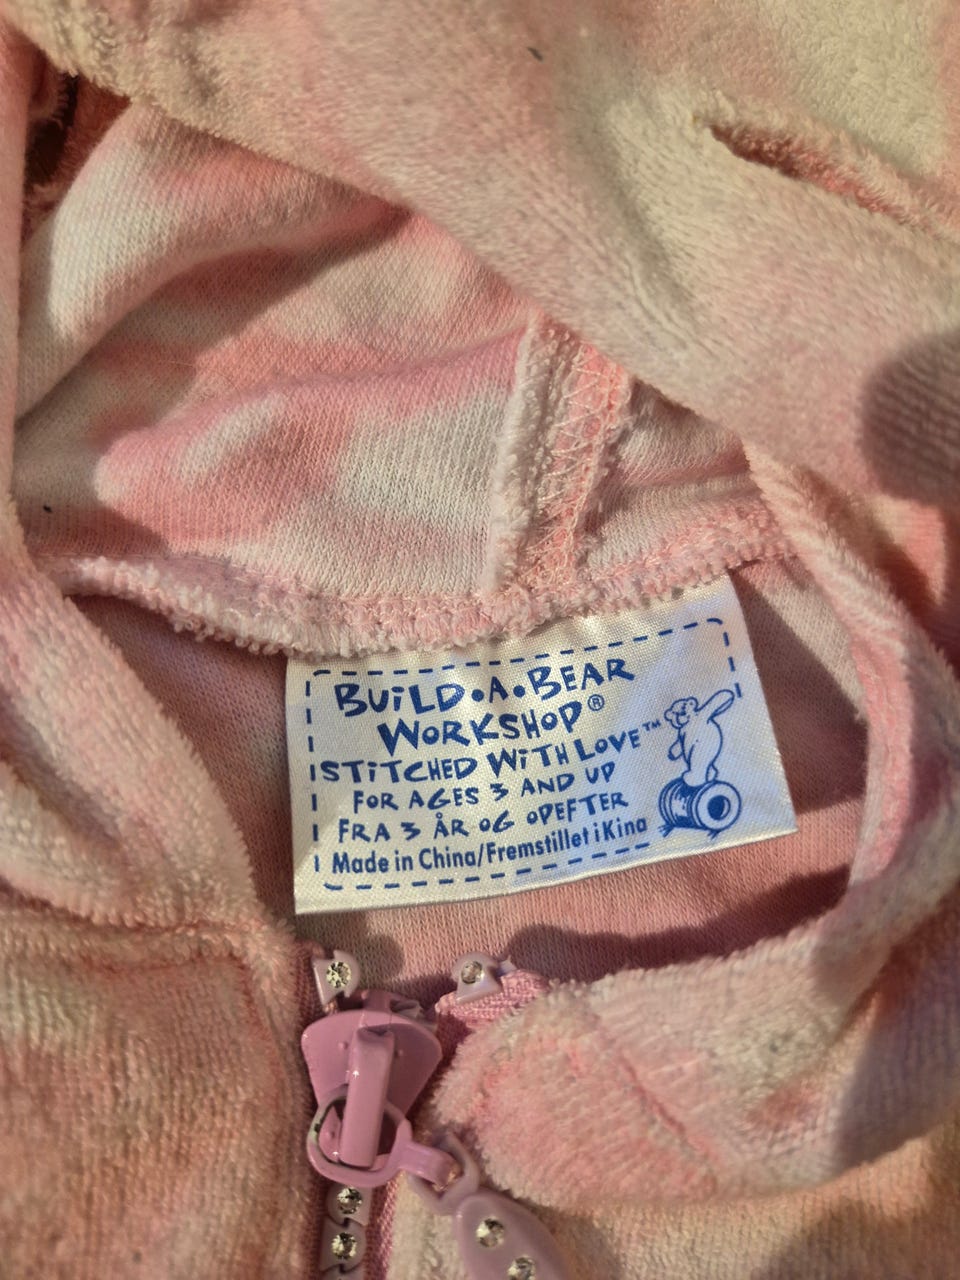 BUiLD•A•BEAR
WORKSHOP®
STiTCHED WiTH LOVE™
FOR AGES 3 AND UP
FRA 3 ÅR OG OPEFTER
Made in China/Fremstillet i Kina